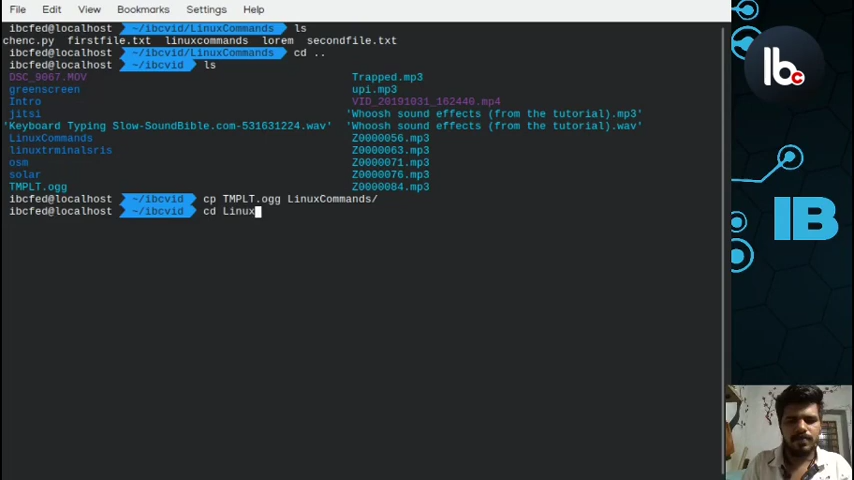 File Edit View Bookmarks Settings Help
ibcfed@localhost ~/ibcvid/LinuxCommands ls
chenc.py firstfile.txt linuxcommands lorem secondfile.txt
ibcfed@localhost ~/ibcvid/LinuxCommands cd ..
ibcfed@localhost ~/ibcvid ls
DSC_9067.MOV Trapped.mp3
greenscreen upi.mp3
Intro VID_20191031_162440.mp4
jitsi 'Whoosh sound effects (from the tutorial).mp3'
'Keyboard Typing Slow-SoundBible.com-531631224.wav' 'Whoosh sound effects (from the tutorial).wav'
LinuxCommands Z0000056.mp3
linuxtrminalsris Z0000063.mp3
osm Z0000071.mp3
solar Z0000076.mp3
TMPLT.ogg Z0000084.mp3
ibcfed@localhost ~/ibcvid cp TMPLT.ogg LinuxCommands/
ibcfed@localhost ~/ibcvid cd Linux
Ibc
IB